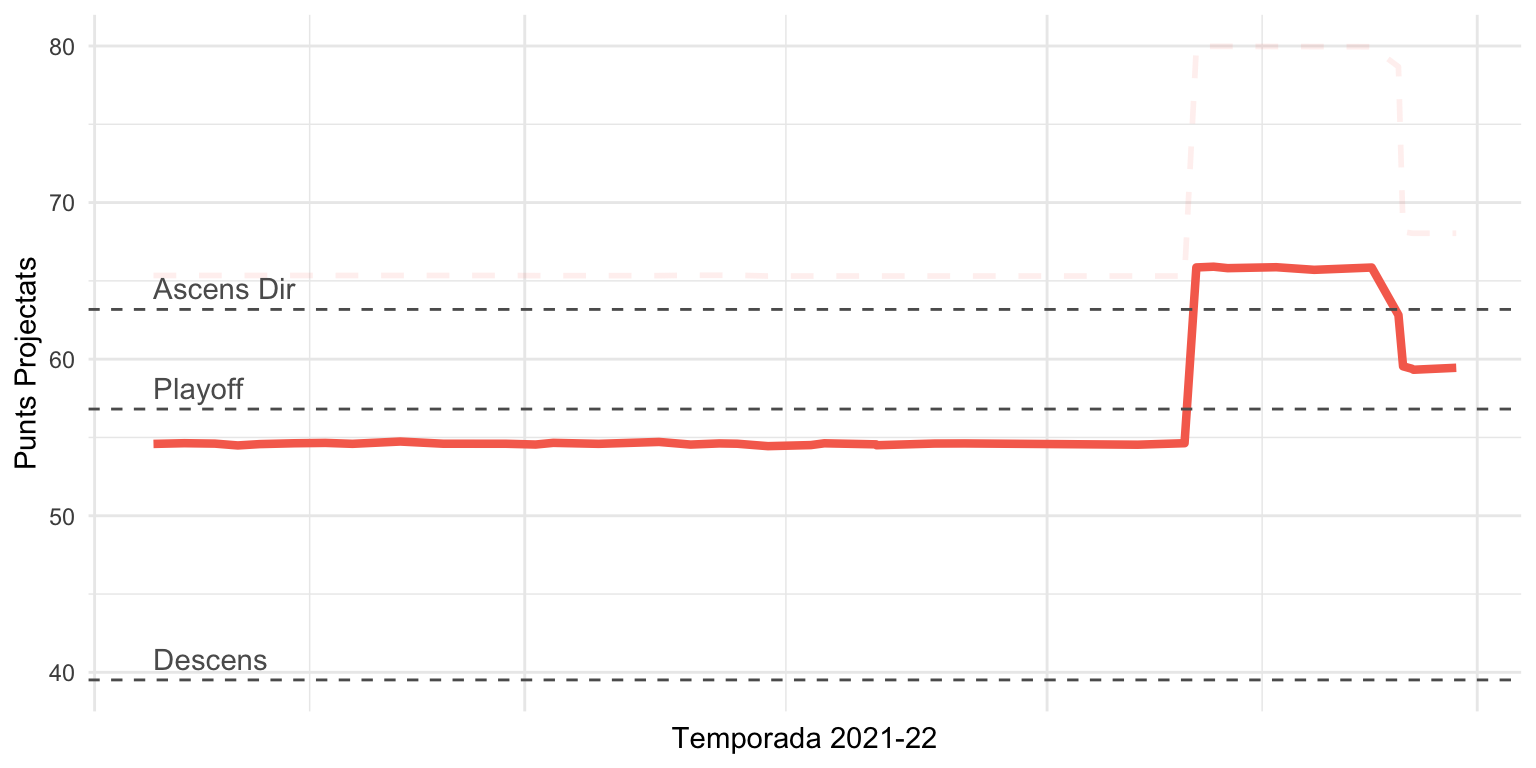 80
70
Ascens Dir
60
Playoff
50
Descens
40
Punts Projectats
Temporada 2021-22